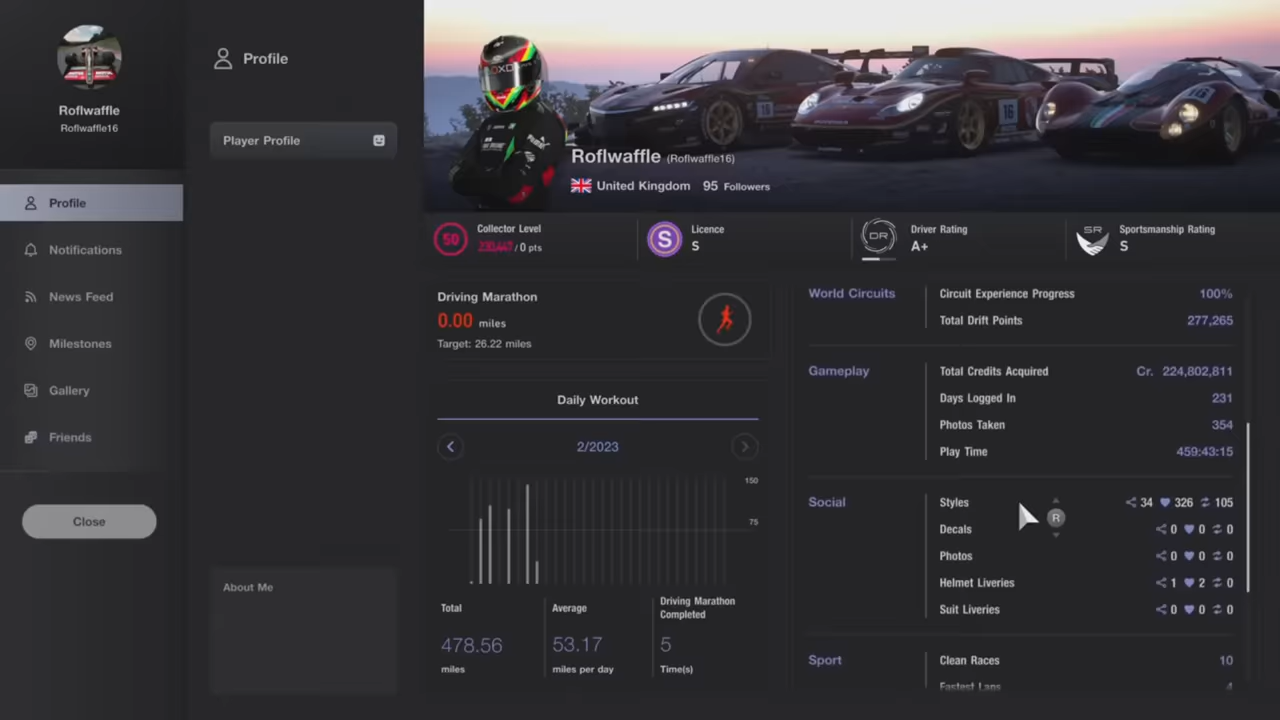 Roflwaffle
Roflwaffle16
Profile
Notifications
News Feed
Milestones
Gallery
Friends
Close
Profile
Player Profile
About Me
Roflwaffle (Roflwaffle16)
United Kingdom 95 Followers
16
16
16
50
Collector Level
/ 0 pts
S
Licence
S
DR
Driver Rating
A+
SR
Sportsmanship Rating
S
Driving Marathon
0.00 miles
Target: 26.22 miles
Daily Workout
2/2023
150
75
Total
478.56
miles
Average
53.17
miles per day
Driving Marathon
Completed
5
Time(s)
World Circuits
Circuit Experience Progress 100%
Total Drift Points 277,265
Gameplay
Total Credits Acquired Cr. 224,802,811
Days Logged In 231
Photos Taken 354
Play Time 459:43:15
Social
Styles 34 326 105
R
Decals 0 0 0
Photos 0 0 0
Helmet Liveries 1 2 0
Suit Liveries 0 0 0
Sport
Clean Races 10
Fastest Laps 4